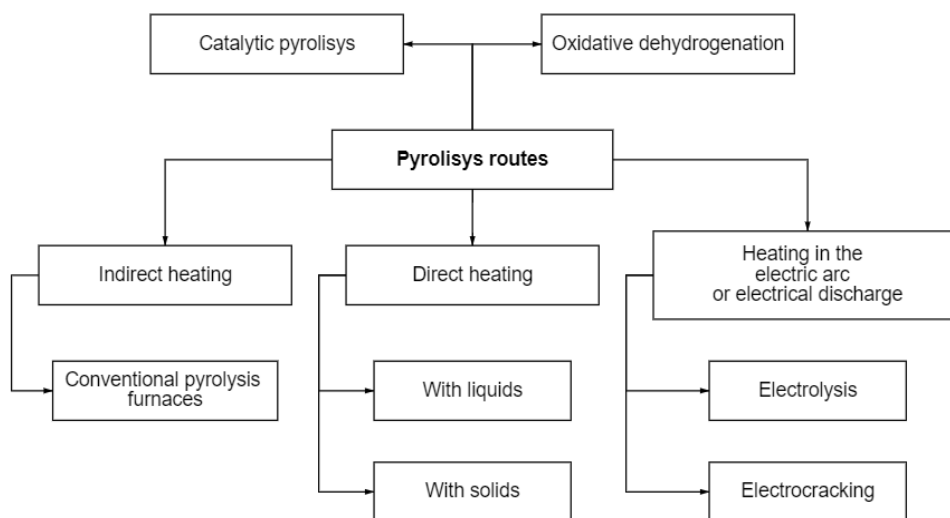 Catalytic pyrolisys
Oxidative dehydrogenation
Pyrolisys routes
Indirect heating
Direct heating
Heating in the
electric arc
or electrical discharge
Conventional pyrolysis
furnaces
With liquids
Electrolysis
With solids
Electrocracking